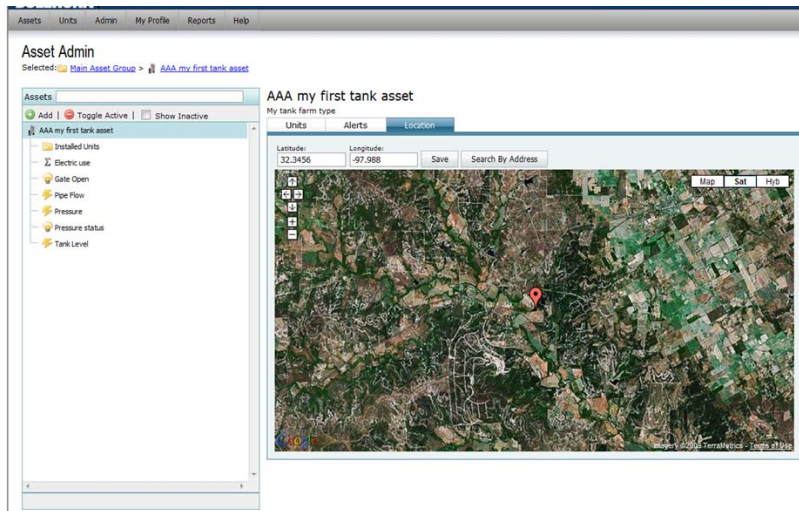 Assets Units Admin My Profile Reports Help
Asset Admin
Selected: Main Asset Group > AAA my first tank asset
Assets
Add | Toggle Active | Show Inactive
AAA my first tank asset
Installed Units
Σ Electric use
Gate Open
Pipe Flow
Pressure
Pressure status
Tank Level
AAA my first tank asset
My tank farm type
Units Alerts Location
Latitude: Longitude:
32.3456 -97.988 Save Search By Address
Map Sat Hyb
Google
TerraMetrics - Terms of Use